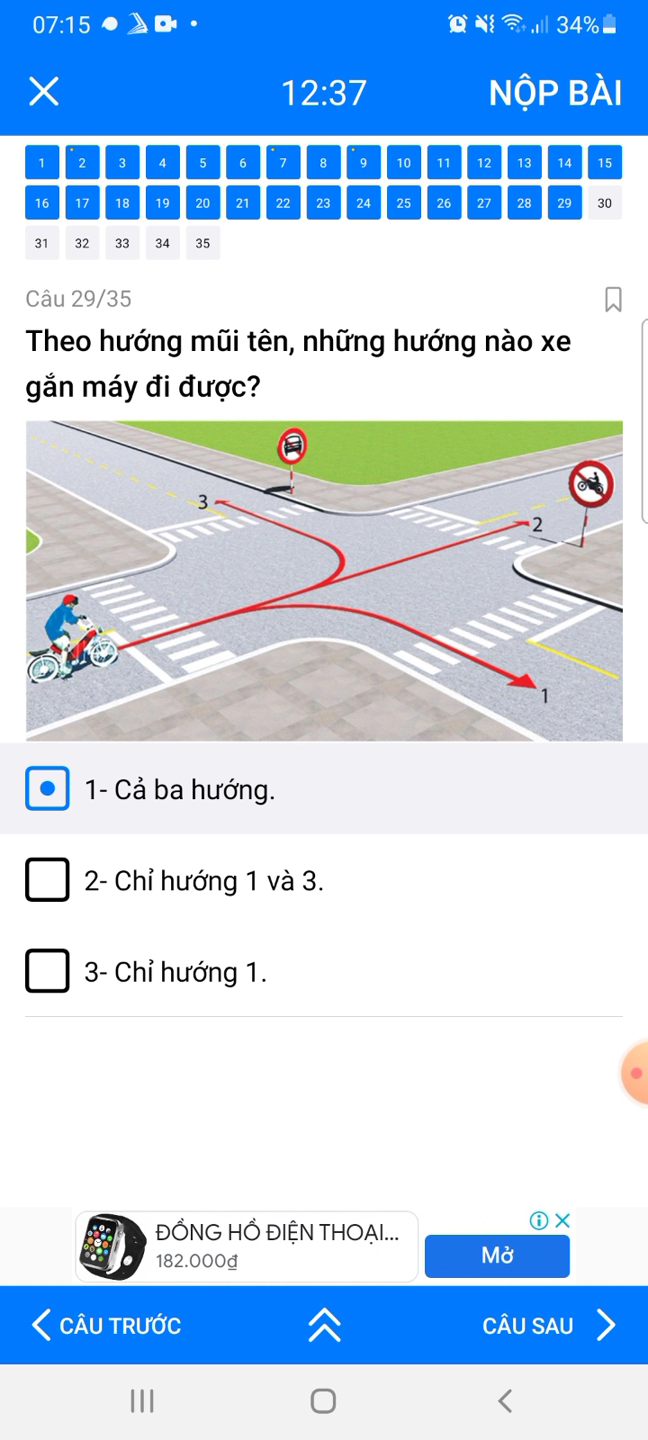 07:15
34%
12:37
NỘP BÀI
1 2 3 4 5 6 7 8 9 10 11 12 13 14 15
16 17 18 19 20 21 22 23 24 25 26 27 28 29 30
31 32 33 34 35
Câu 29/35
Theo hướng mũi tên, những hướng nào xe
gắn máy đi được?
3
2
1
1- Cả ba hướng.
2- Chỉ hướng 1 và 3.
3- Chỉ hướng 1.
ĐỒNG HỒ ĐIỆN THOẠI...
182.000₫
Mở
CÂU TRƯỚC
CÂU SAU